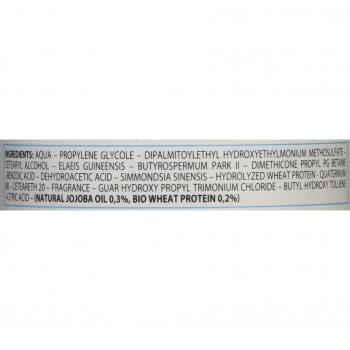 INGREDIENTS: AQUA – PROPYLENE GLYCOLE – DIPALMITOYLETHYL HYDROXYETHYLMONIUM METHOSULFATE –
CETEARYL ALCOHOL – ELAEIS GUINEENSIS – BUTYROSPERMUM PARK II – DIMETHICONE PROPYL PG BETAINE
–BENZOIC ACID – DEHYDROACETIC ACID – SIMMONDSIA SINENSIS – HYDROLYZED WHEAT PROTEIN - QUATERNIUM
– CETEARETH 20 – FRAGRANCE – GUAR HYDROXY PROPYL TRIMONIUM CHLORIDE – BUTYL HYDROXY TOLUENE
–CITRIC ACID – (NATURAL JOJOBA OIL 0,3%, BIO WHEAT PROTEIN 0,2%)